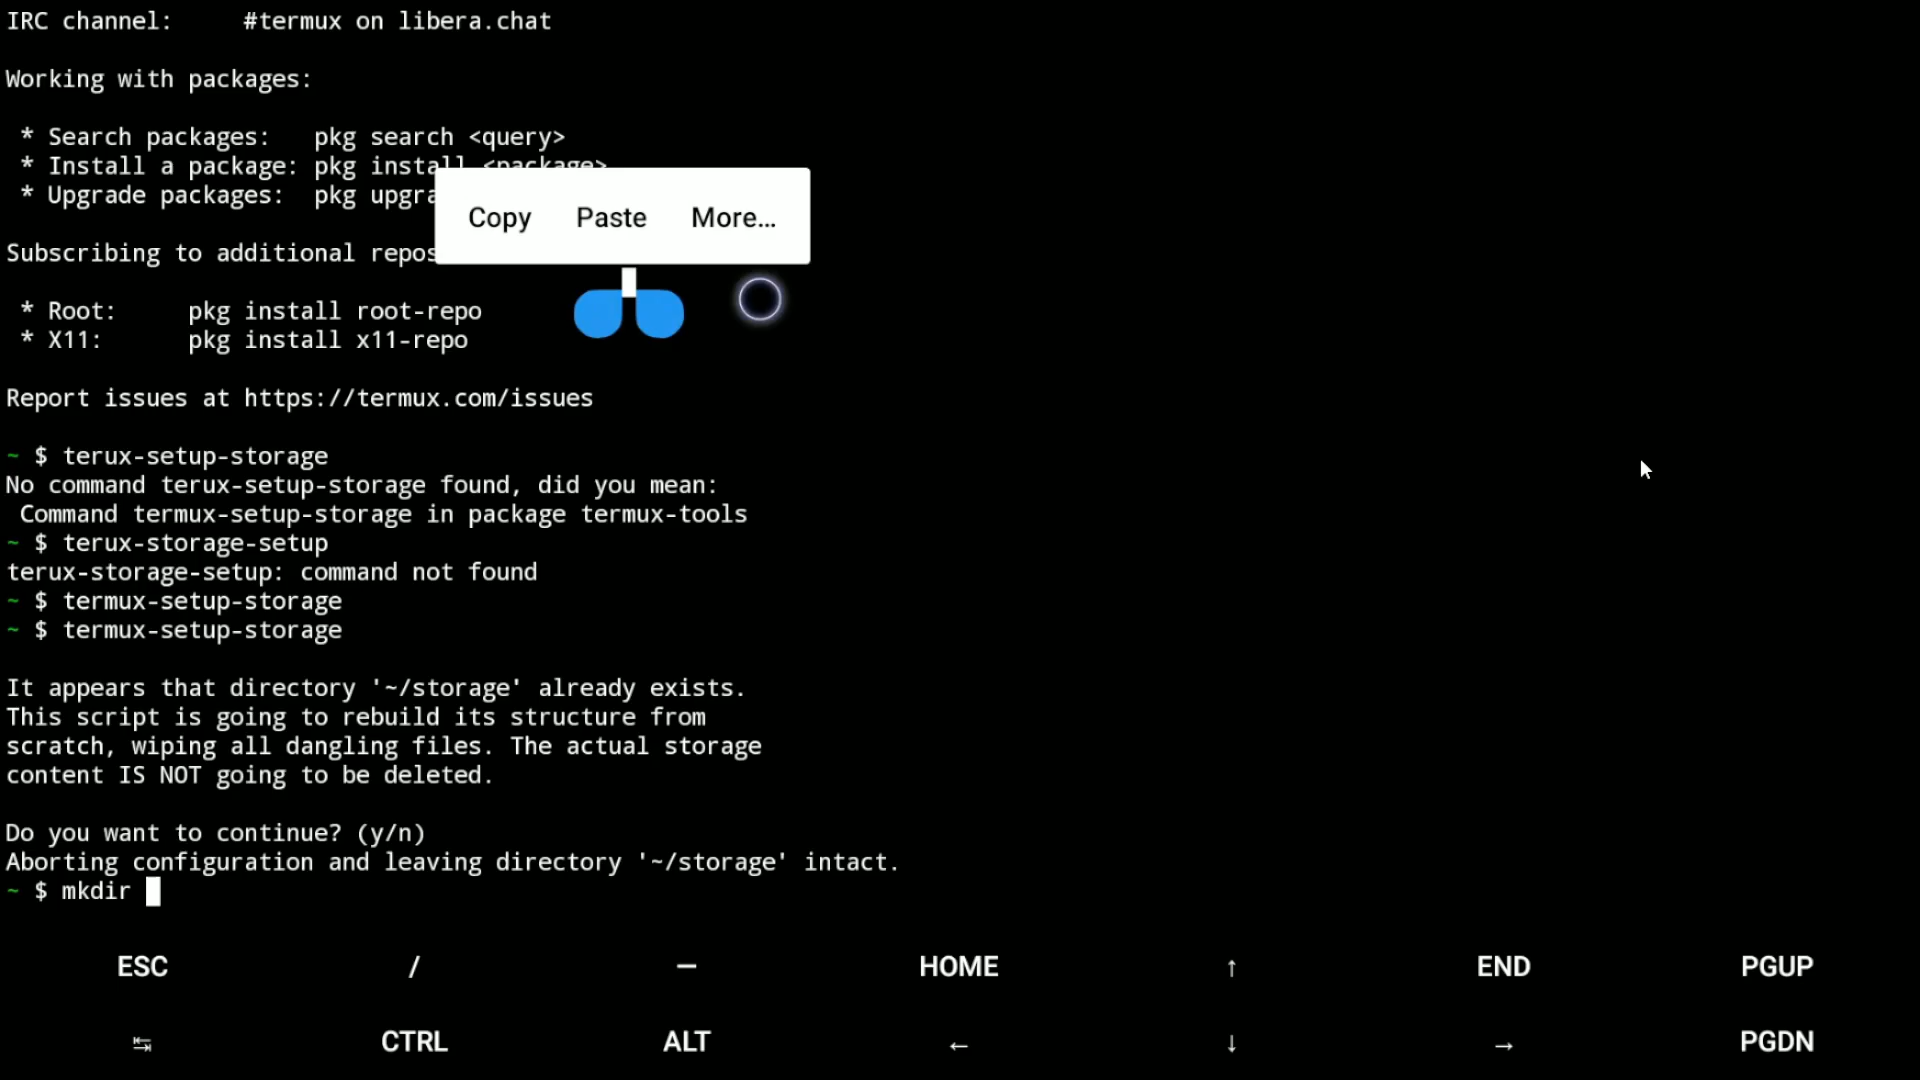 IRC channel:     #termux on libera.chat
Working with packages:
* Search packages:   pkg search <query>
* Install a package: pkg install <package>
* Upgrade packages:  pkg upgra
Copy Paste More...
Subscribing to additional repos
* Root:     pkg install root-repo
* X11:      pkg install x11-repo
Report issues at https://termux.com/issues
~ $ terux-setup-storage
No command terux-setup-storage found, did you mean:
Command termux-setup-storage in package termux-tools
~ $ terux-storage-setup
terux-storage-setup: command not found
~ $ termux-setup-storage
~ $ termux-setup-storage
It appears that directory '~/storage' already exists.
This script is going to rebuild its structure from
scratch, wiping all dangling files. The actual storage
content IS NOT going to be deleted.
Do you want to continue? (y/n)
Aborting configuration and leaving directory '~/storage' intact.
~ $ mkdir
ESC / — HOME ↑ END PGUP
↹ CTRL ALT ← ↓ → PGDN